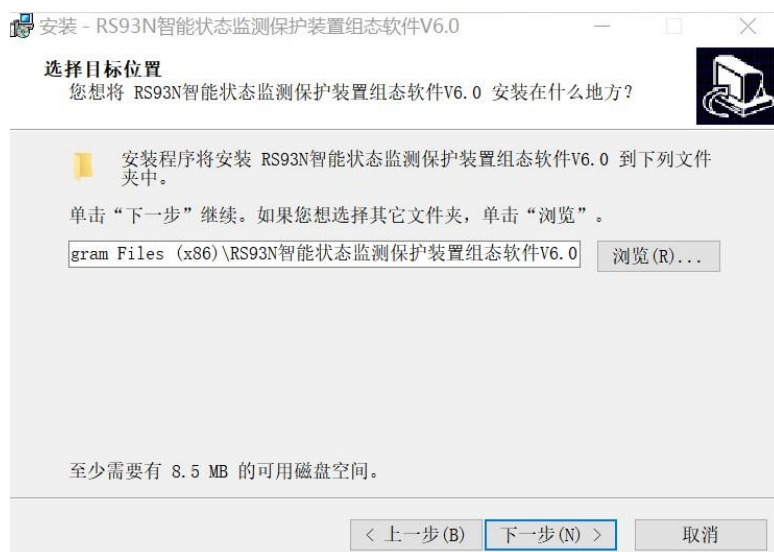 安装 - RS93N智能状态监测保护装置组态软件V6.0
选择目标位置
您想将 RS93N智能状态监测保护装置组态软件V6.0 安装在什么地方？
安装程序将安装 RS93N智能状态监测保护装置组态软件V6.0 到下列文件
夹中。
单击“下一步”继续。如果您想选择其它文件夹，单击“浏览”。
gram Files (x86)\RS93N智能状态监测保护装置组态软件V6.0
浏览(R)...
至少需要有 8.5 MB 的可用磁盘空间。
< 上一步(B)
下一步(N) >
取消